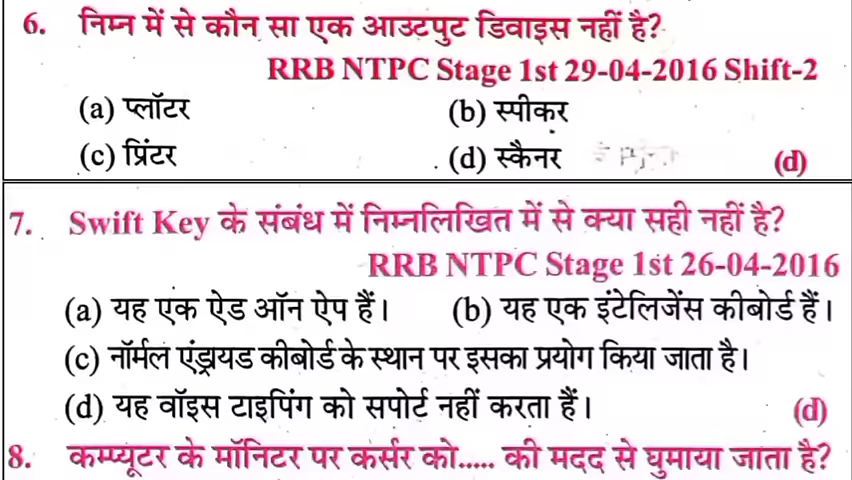 6. निम्न में से कौन सा एक आउटपुट डिवाइस नहीं है?
RRB NTPC Stage 1st 29-04-2016 Shift-2
(a) प्लॉटर (b) स्पीकर
(c) प्रिंटर (d) स्कैनर (d)
7. Swift Key के संबंध में निम्नलिखित में से क्या सही नहीं है?
RRB NTPC Stage 1st 26-04-2016
(a) यह एक ऐड ऑन ऐप हैं। (b) यह एक इंटेलिजेंस कीबोर्ड हैं।
(c) नॉर्मल एंड्रायड कीबोर्ड के स्थान पर इसका प्रयोग किया जाता है।
(d) यह वॉइस टाइपिंग को सपोर्ट नहीं करता हैं। (d)
8. कम्प्यूटर के मॉनिटर पर कर्सर को..... की मदद से घुमाया जाता है?